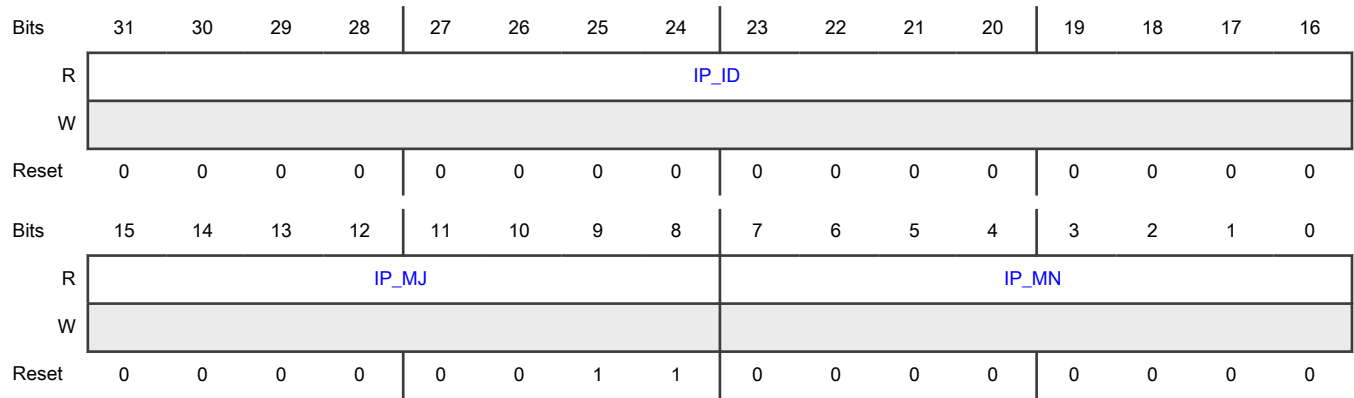 Bits 31 30 29 28 27 26 25 24 23 22 21 20 19 18 17 16
R IP_ID
W
Reset 0 0 0 0 0 0 0 0 0 0 0 0 0 0 0 0
Bits 15 14 13 12 11 10 9 8 7 6 5 4 3 2 1 0
R IP_MJ IP_MN
W
Reset 0 0 0 0 0 0 1 1 0 0 0 0 0 0 0 0